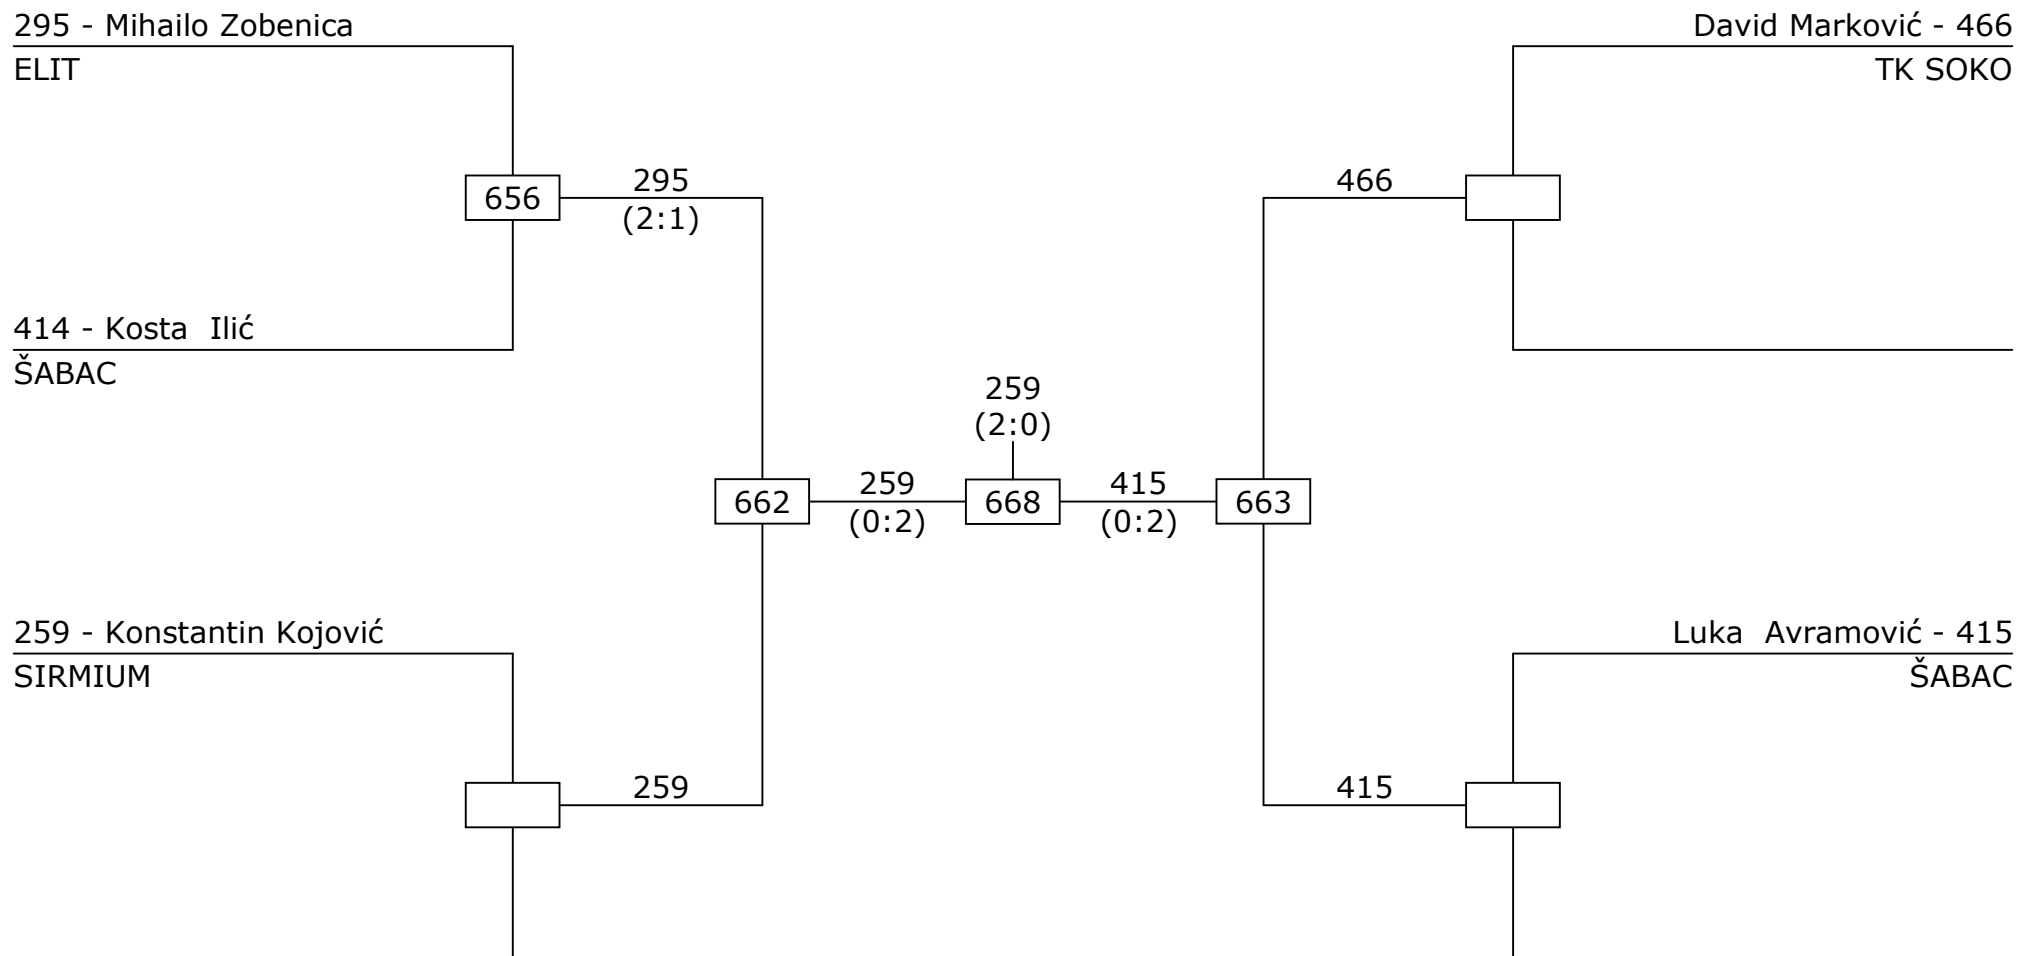 295 - Mihailo Zobenica
ELIT
David Marković - 466
TK SOKO
656
295
(2:1)
466
414 - Kosta  Ilić
ŠABAC
259
(2:0)
662
259
(0:2)
668
415
(0:2)
663
259 - Konstantin Kojović
SIRMIUM
Luka  Avramović - 415
ŠABAC
259
415